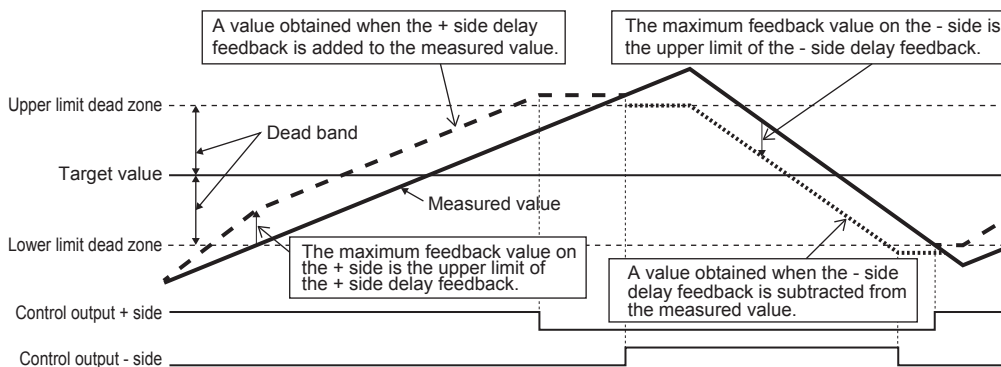 A value obtained when the + side delay
feedback is added to the measured value.
The maximum feedback value on the - side is
the upper limit of the - side delay feedback.
Upper limit dead zone
Dead band
Target value
Measured value
Lower limit dead zone
The maximum feedback value on
the + side is the upper limit of
the + side delay feedback.
A value obtained when the - side
delay feedback is subtracted from
the measured value.
Control output + side
Control output - side